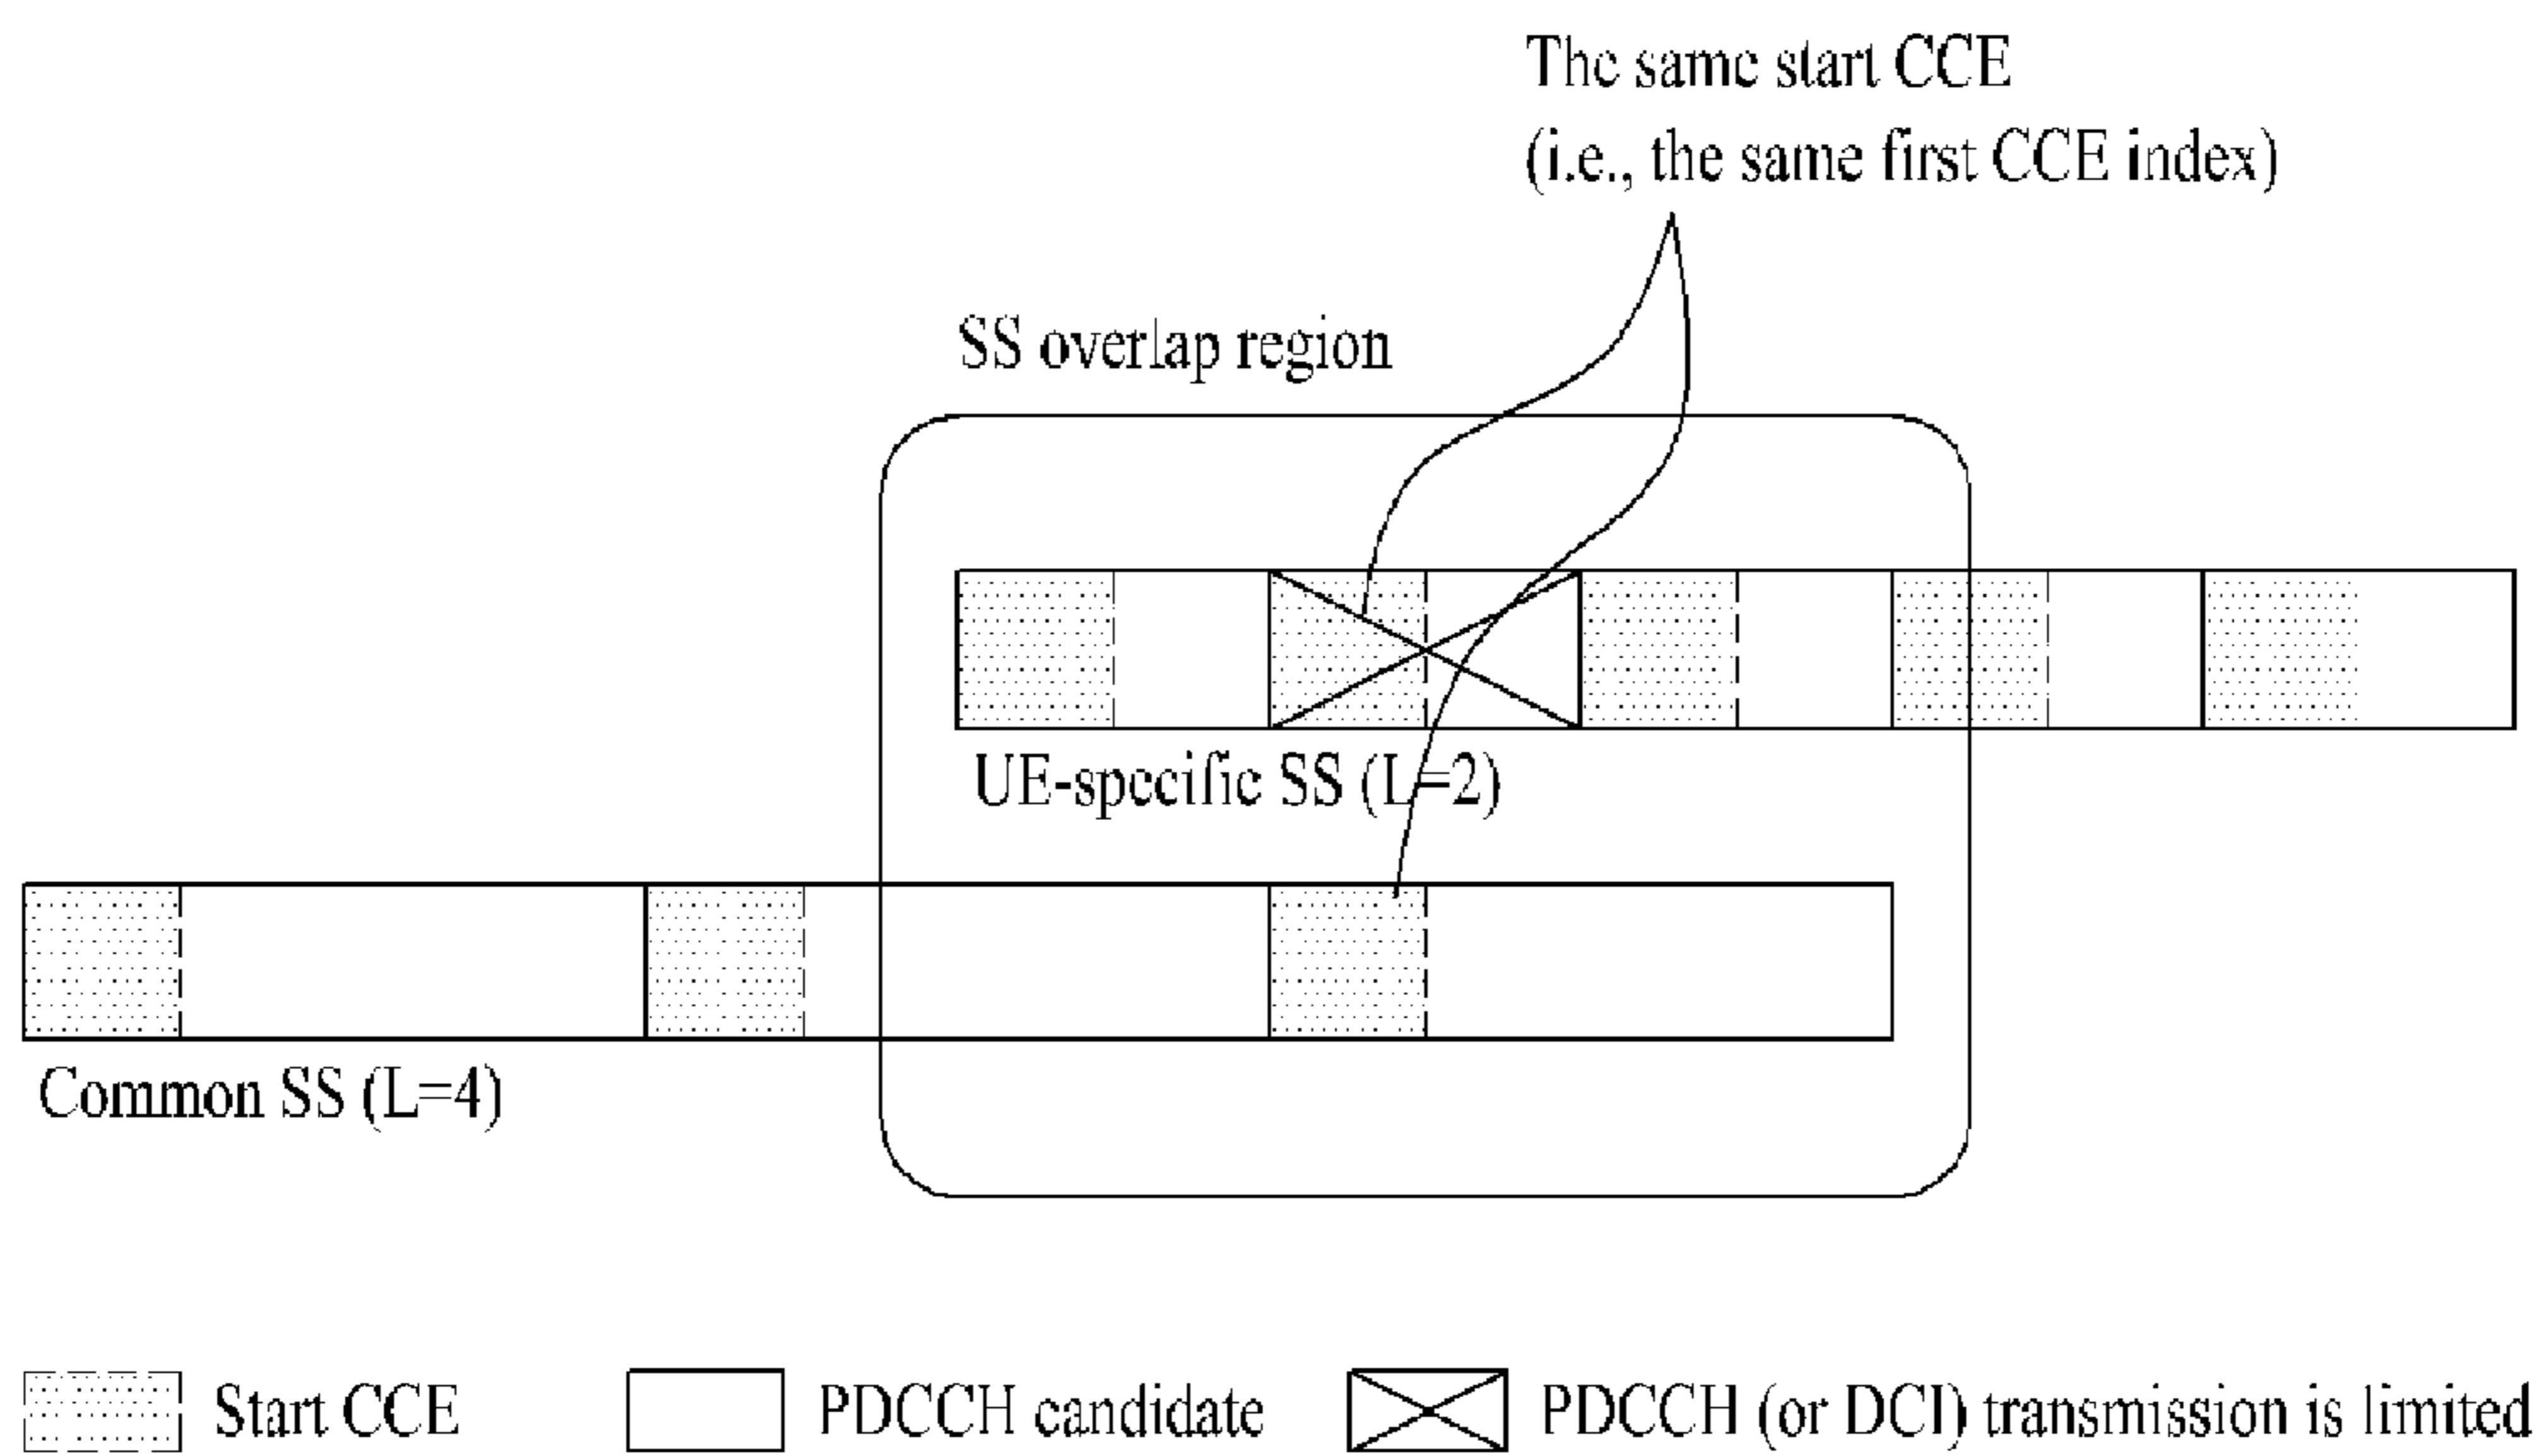 The same start CCE
(i.e., the same first CCE index)
SS overlap region
UE-specific SS (L=2)
Common SS (L=4)
Start CCE
PDCCH candidate
PDCCH (or DCI) transmission is limited